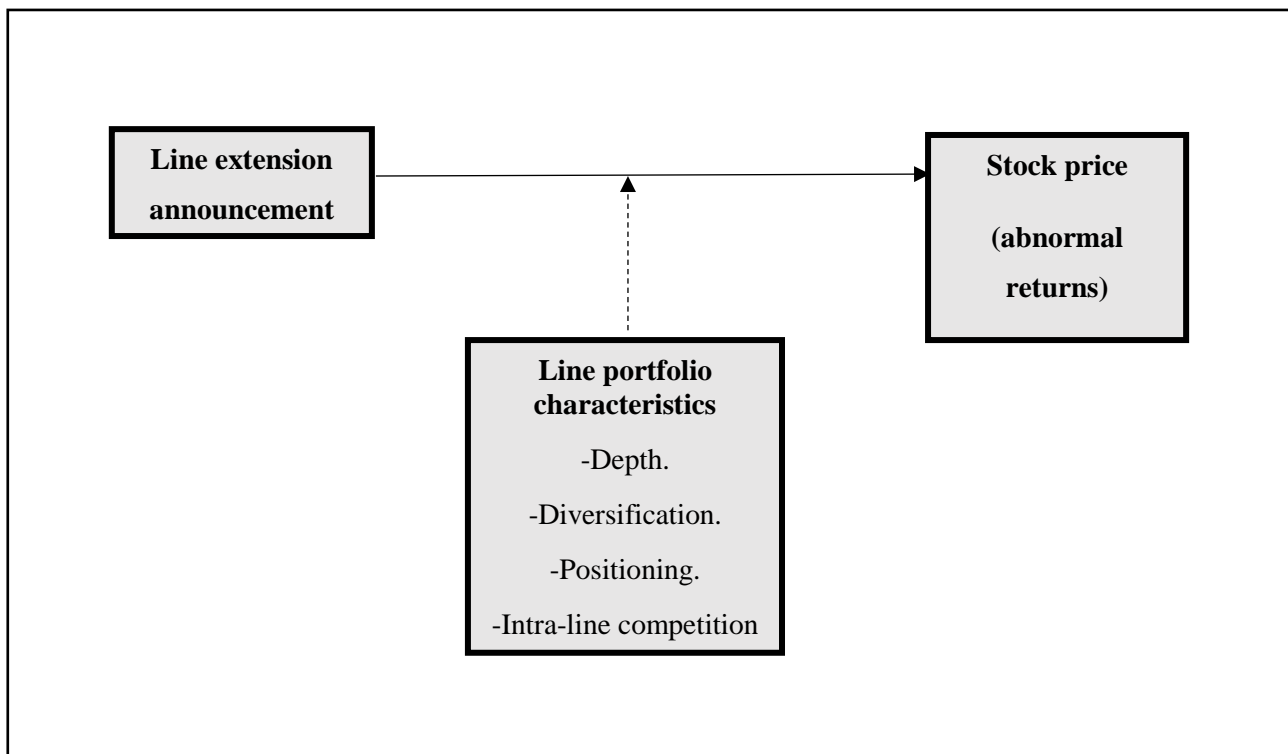 Line extension
announcement
Stock price
(abnormal
returns)
Line portfolio
characteristics
-Depth.
-Diversification.
-Positioning.
-Intra-line competition